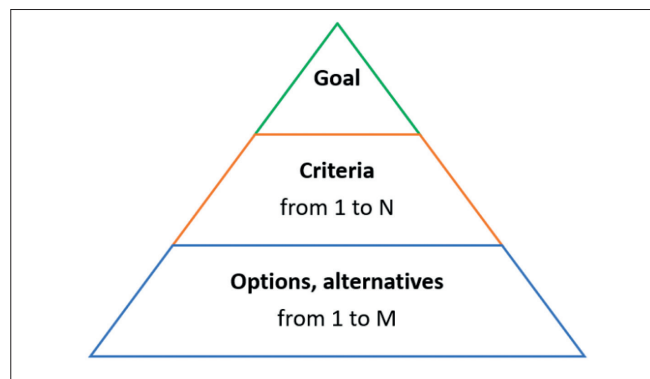 Goal
Criteria
from 1 to N
Options, alternatives
from 1 to M